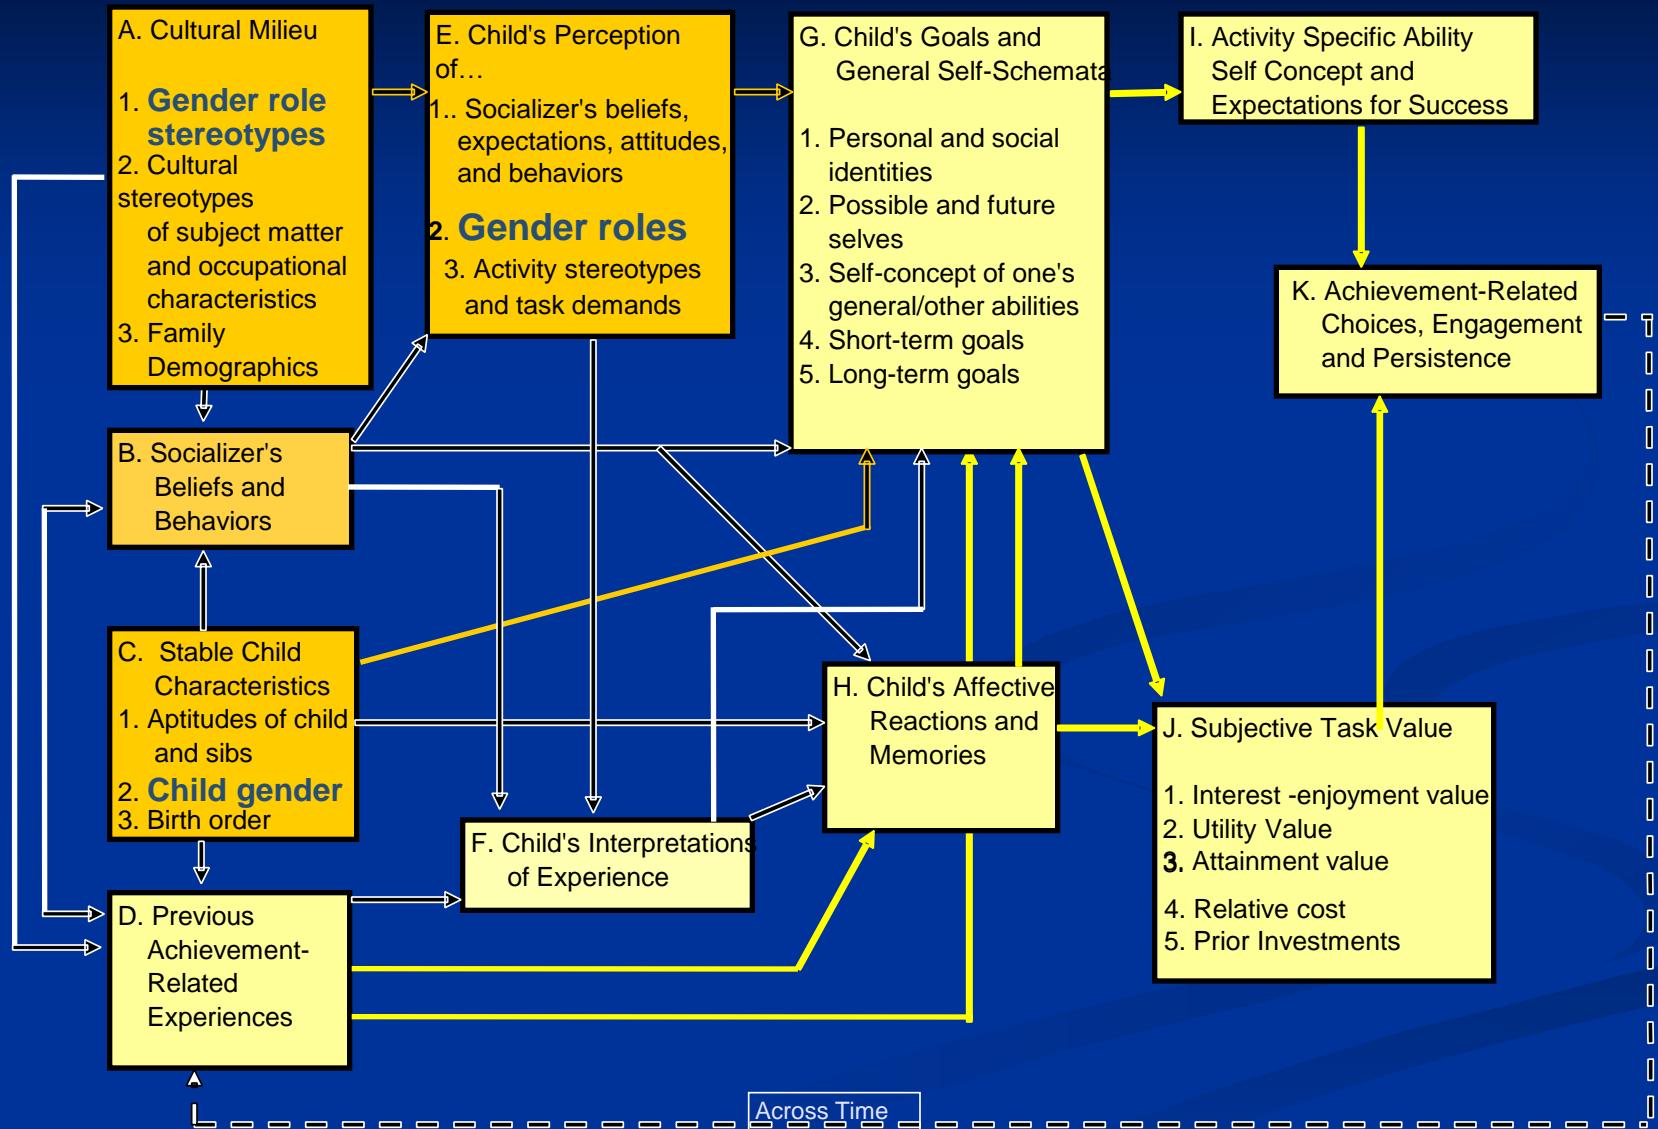 A. Cultural Milieu
1. Gender role
stereotypes
2. Cultural
stereotypes
of subject matter
and occupational
characteristics
3. Family
Demographics
B. Socializer's
Beliefs and
Behaviors
C. Stable Child
Characteristics
1. Aptitudes of child
and sibs
2. Child gender
3. Birth order
D. Previous
Achievement-
Related
Experiences
E. Child's Perception
of…
1.. Socializer's beliefs,
expectations, attitudes,
and behaviors
2. Gender roles
3. Activity stereotypes
and task demands
F. Child's Interpretations
of Experience
G. Child's Goals and
General Self-Schemata
1. Personal and social
identities
2. Possible and future
selves
3. Self-concept of one's
general/other abilities
4. Short-term goals
5. Long-term goals
H. Child's Affective
Reactions and
Memories
I. Activity Specific Ability
Self Concept and
Expectations for Success
J. Subjective Task Value
1. Interest -enjoyment value
2. Utility Value
3. Attainment value
4. Relative cost
5. Prior Investments
K. Achievement-Related
Choices, Engagement
and Persistence
Across Time